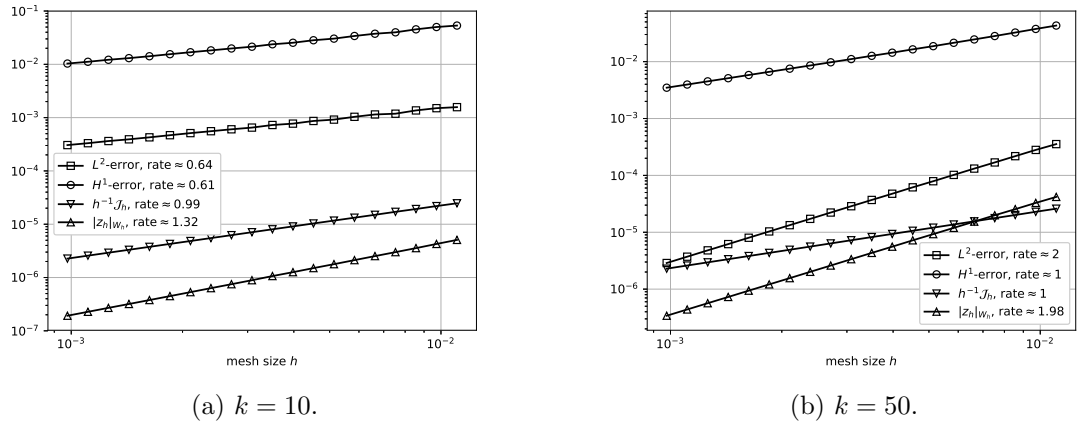 10⁻¹
10⁻²
10⁻³
10⁻⁴
10⁻⁵
10⁻⁶
10⁻⁷
L²-error, rate ≈ 0.64
H¹-error, rate ≈ 0.61
h⁻¹𝒥ₕ, rate ≈ 0.99
|zₕ|_{Wₕ}, rate ≈ 1.32
10⁻³ 10⁻²
mesh size h
(a) k = 10.
10⁻²
10⁻³
10⁻⁴
10⁻⁵
10⁻⁶
L²-error, rate ≈ 2
H¹-error, rate ≈ 1
h⁻¹𝒥ₕ, rate ≈ 1
|zₕ|_{Wₕ}, rate ≈ 1.98
10⁻³ 10⁻²
mesh size h
(b) k = 50.